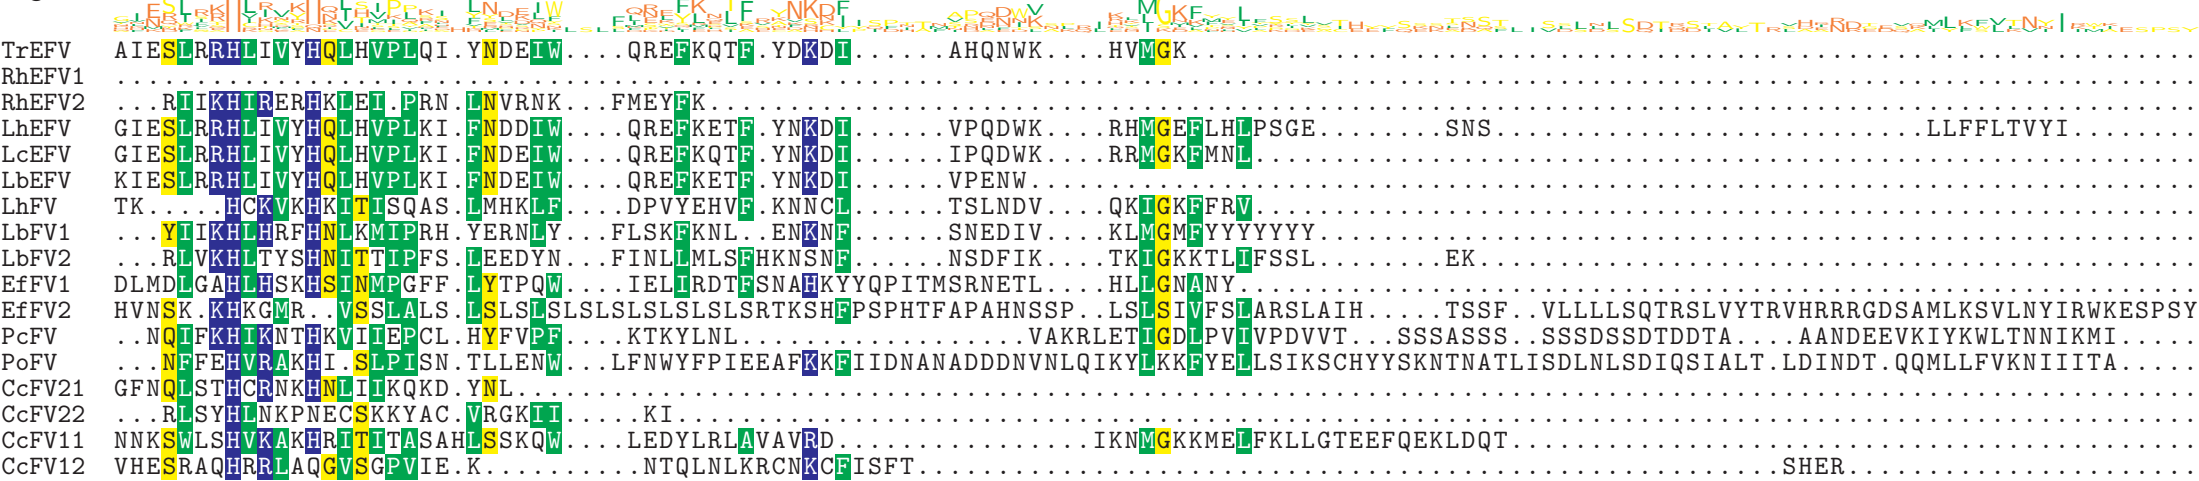 TrEFV AIESLRRHLIVYHQLHVPLQI.YNDEIW....QREFKQTF.YDKDI......AHQNWK....HVMGK................................................................
RhEFV1 ....................................................................................................................................
RhEFV2 ...RIIKHIRERHKLEI.PRN.LNVRNK...FMEYFK..............................................................................................
LhEFV GIESLRRHLIVYHQLHVPLKI.FNDDIW....QREFKETF.YNKDI......VPQDWK....RHMGEFLHLPSGE........SNS...........................LLFFLTVYI........
LcEFV GIESLRRHLIVYHQLHVPLKI.FNDEIW....QREFKQTF.YNKDI......IPQDWK....RRMGKFMNL............................................................
LbEFV KIESLRRHLIVYHQLHVPLKI.FNDEIW....QREFKETF.YNKDI......VPENW..........................................................................
LhFV TK.....HCKVKHKITISQAS.LMHKLF....DPVYEHVF.KNNCL......TSLNDV....QKIGKFFRV............................................................
LbFV1 ...YIIKHLHRFHNLKMIPRH.YERNLY...FLSKFKNL..ENKNF......SNEDIV....KLMGMFYYYYYYY........................................................
LbFV2 ...RLVKHLTYSHNITTIPFS.LEEDYN...FINLLMLSFHKNSNF......NSDFIK....TKIGKKTLIFSSL........EK..............................................
EfFV1 DLMDLGAHLHSKHSINMPGFF.LYTPQW....IELIRDTFSNAHKYYQPITMSRNETL....HLLGNANY.............................................................
EfFV2 HVNSK.KHKGMR..VSSLALS.LSLSLSLSLSLSLSLSLSRTKSHFPSPHTFAPAHNSSP..LSLSIVFSLARSLAIH.....TSSF..VLLLLSQTRSLVYTRVHRRRGDSAMLKSVLNYIRWKESPSY
PcFV ..NQIFKHIKNTHKVIIEPCL.HYFVPF....KTKYLNL..................VAKRLETIGDLPVIVPDVVT...SSSASSS..SSSDSSDTDDTA....AANDEEVKIYKWLTNNIKMI.....
PoFV ...NFFEHVRAKHI.SLPISN.TLLENW...LFNWYFPIEEAFKKFIIDNANADDDNVNLQIKYLKKFYELLSIKSCHYYSKNTNATLISDLNLSDIQSIALT.LDINDT.QQMLLFVKNIIITA.....
CcFV21 GFNQLSTHCRNKHNLIIKQKD.YNL..........................................................................................................
CcFV22 ...RLSYHLNKPNECSKKYAC.VRGKII.....KI................................................................................................
CcFV11 NNKSWLSHVKAKHRITITASAHLSSKQW....LEDYLRLAVAVRD................IKNMGKKMELFKLLGTEEFQEKLDQT...........................................
CcFV12 VHESRAQHRRLAQGVSGPVIE.K..........NTQLNLKRCNKCFISFT......................................................SHER......................